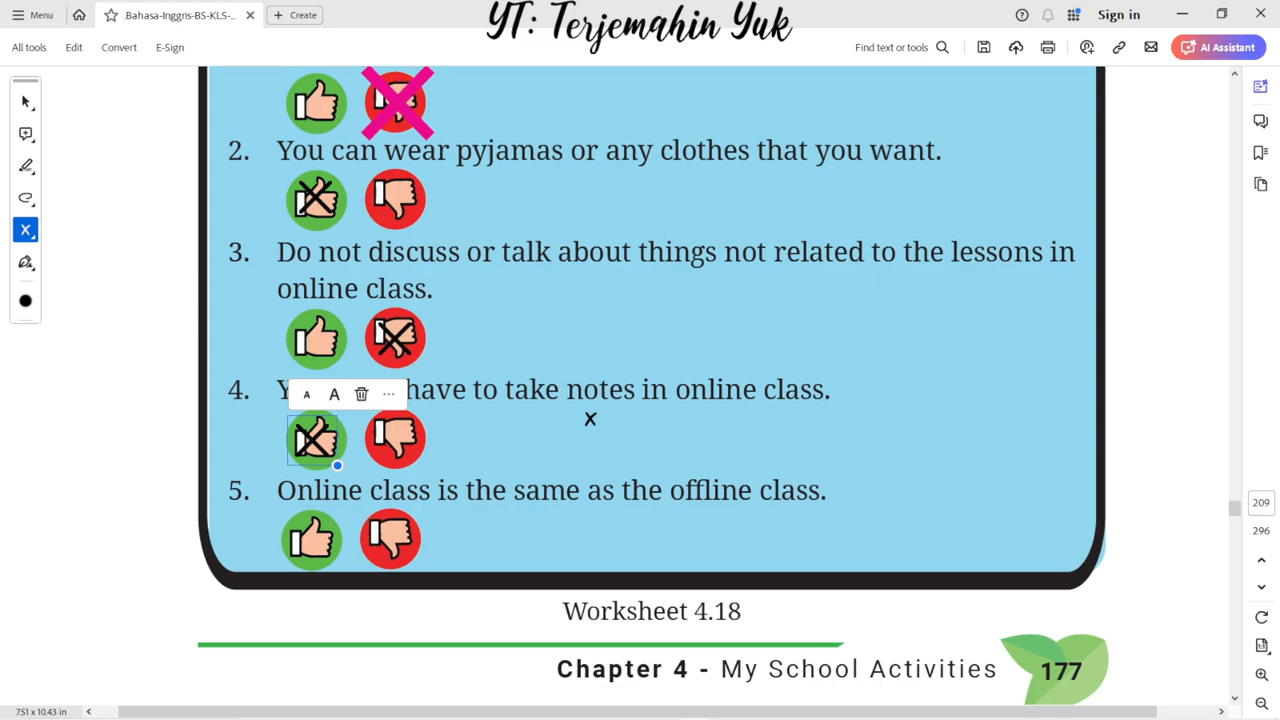 Menu
.Bahasa-Inggris-BS-KLS-...
Create
YT: Terjemahin Yuk
Sign in
All tools
Edit
Convert
E-Sign
Find text or tools
AI Assistant
2. You can wear pyjamas or any clothes that you want.
3. Do not discuss or talk about things not related to the lessons in
online class.
A A ...
4. Y have to take notes in online class.
5. Online class is the same as the offline class.
Worksheet 4.18
Chapter 4 - My School Activities
177
209
296
7.51 x 10.43 in